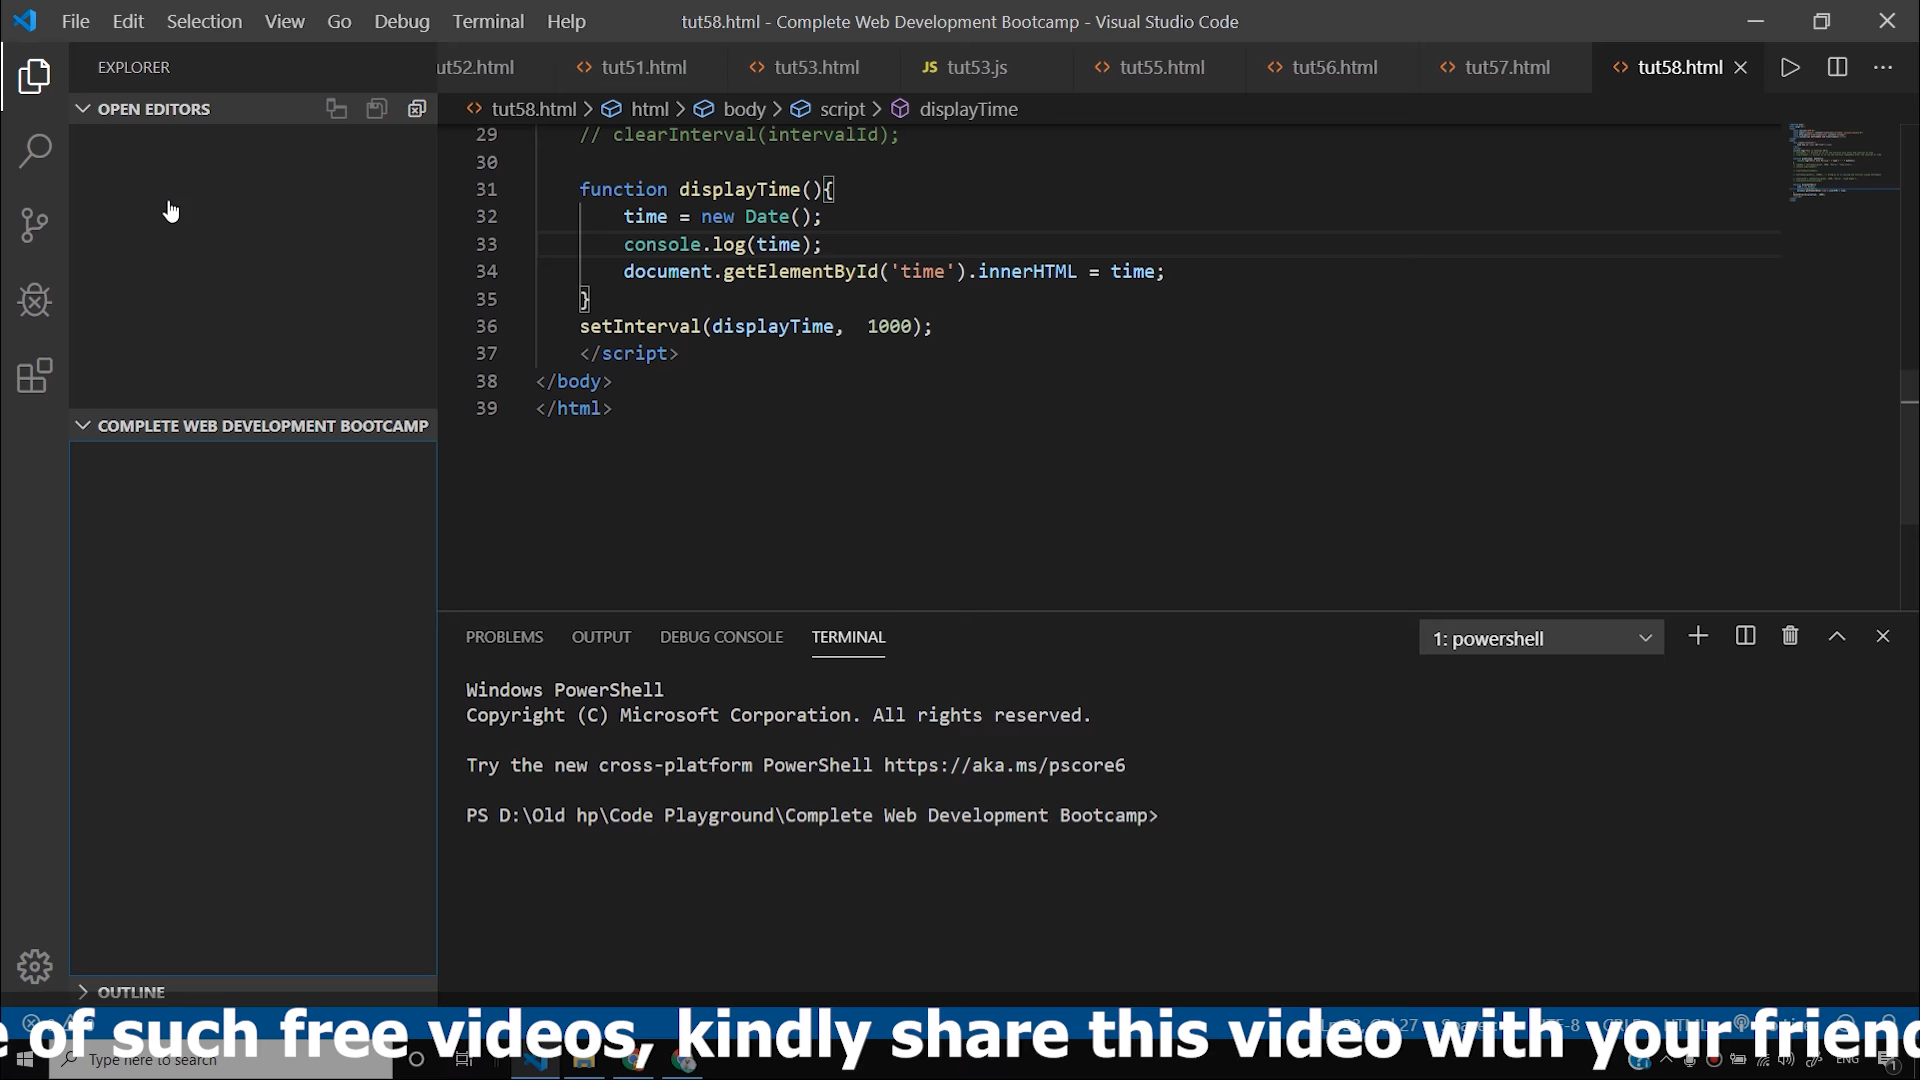 File Edit Selection View Go Debug Terminal Help
tut58.html - Complete Web Development Bootcamp - Visual Studio Code
EXPLORER
OPEN EDITORS
COMPLETE WEB DEVELOPMENT BOOTCAMP
OUTLINE
ut52.html tut51.html tut53.html JS tut53.js tut55.html tut56.html tut57.html tut58.html
tut58.html > html > body > script > displayTime
29 // clearInterval(intervalId);
30
31 function displayTime(){
32 time = new Date();
33 console.log(time);
34 document.getElementById('time').innerHTML = time;
35 }
36 setInterval(displayTime,  1000);
37 </script>
38 </body>
39 </html>
PROBLEMS OUTPUT DEBUG CONSOLE TERMINAL
1: powershell
Windows PowerShell
Copyright (C) Microsoft Corporation. All rights reserved.
Try the new cross-platform PowerShell https://aka.ms/pscore6
PS D:\Old hp\Code Playground\Complete Web Development Bootcamp>
e of such free videos, kindly share this video with your friend
Type here to search
ENG